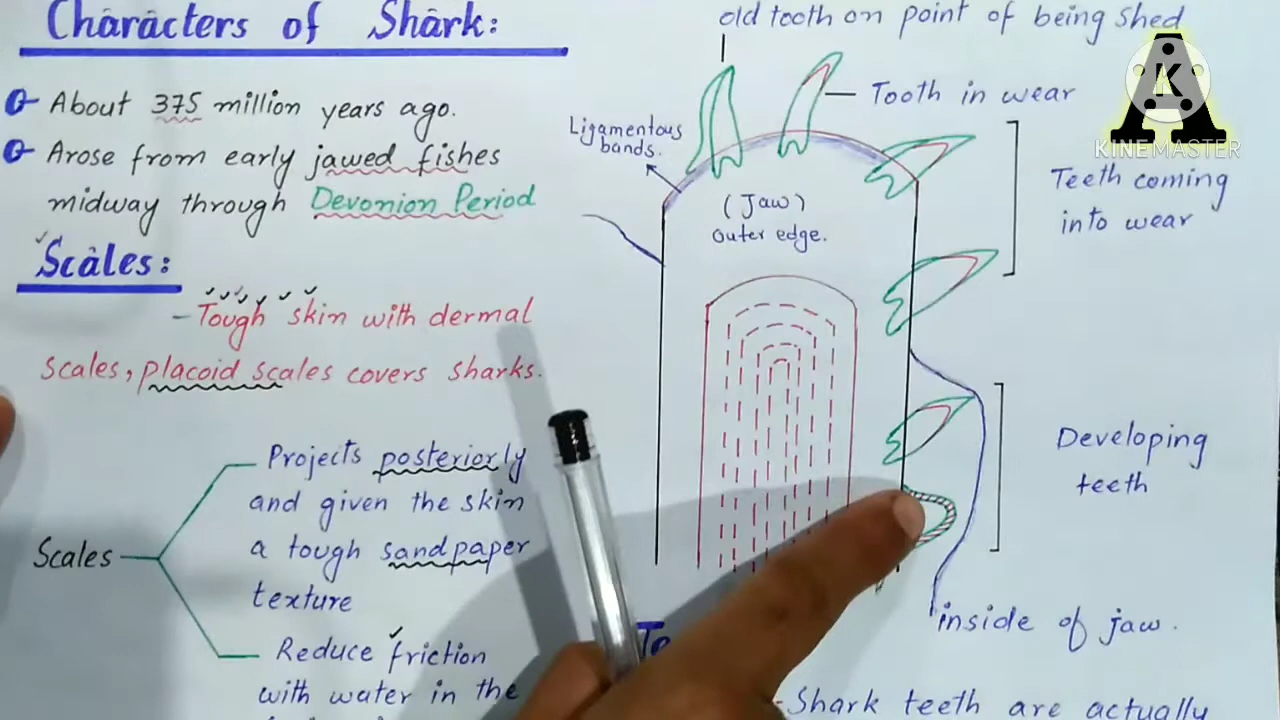 Characters of Shark:
About 375 million years ago.
Arose from early jawed fishes
midway through Devonion Period
Scales:
- Tough skin with dermal
scales, placoid scales covers sharks.
Scales
Projects posteriorly
and given the skin
a tough sandpaper
texture
Reduce friction
with water in the
old tooth on point of being shed
Tooth in wear
Ligamentous
bands.
(Jaw)
outer edge.
Teeth coming
into wear
Developing
teeth
inside of jaw.
- Shark teeth are actually
A
K
KINEMASTER